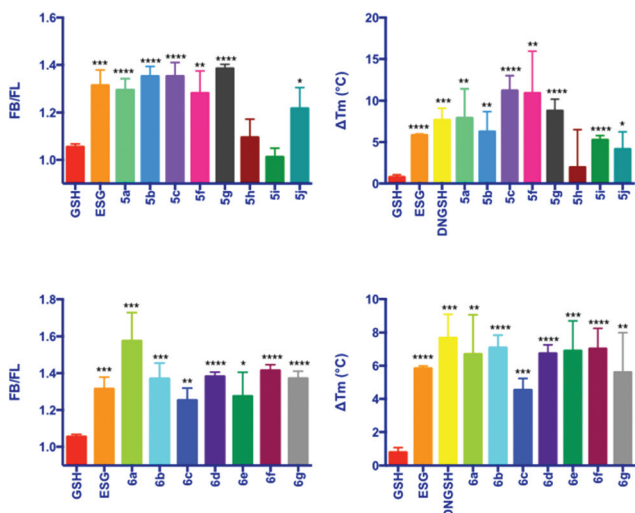 FB/FL
1.6
1.4
1.2
1.0
***
****
****
****
**
****
*
GSH
ESG
5a
5b
5c
5f
5g
5h
5i
5j
ΔTm (°C)
20
15
10
5
0
****
***
**
**
****
**
****
****
*
GSH
ESG
DNGSH
5a
5b
5c
5f
5g
5h
5i
5j
FB/FL
1.8
1.6
1.4
1.2
1.0
***
***
***
**
****
*
****
****
GSH
ESG
6a
6b
6c
6d
6e
6f
6g
ΔTm (°C)
10
8
6
4
2
0
****
***
**
****
***
****
***
****
**
GSH
ESG
DNGSH
6a
6b
6c
6d
6e
6f
6g